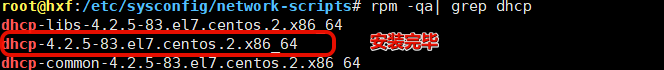 root@hxf:/etc/sysconfig/network-scripts# rpm -qa| grep dhcp
dhcp-libs-4.2.5-83.el7.centos.2.x86_64
dhcp-4.2.5-83.el7.centos.2.x86_64 安装完毕
dhcp-common-4.2.5-83.el7.centos.2.x86_64